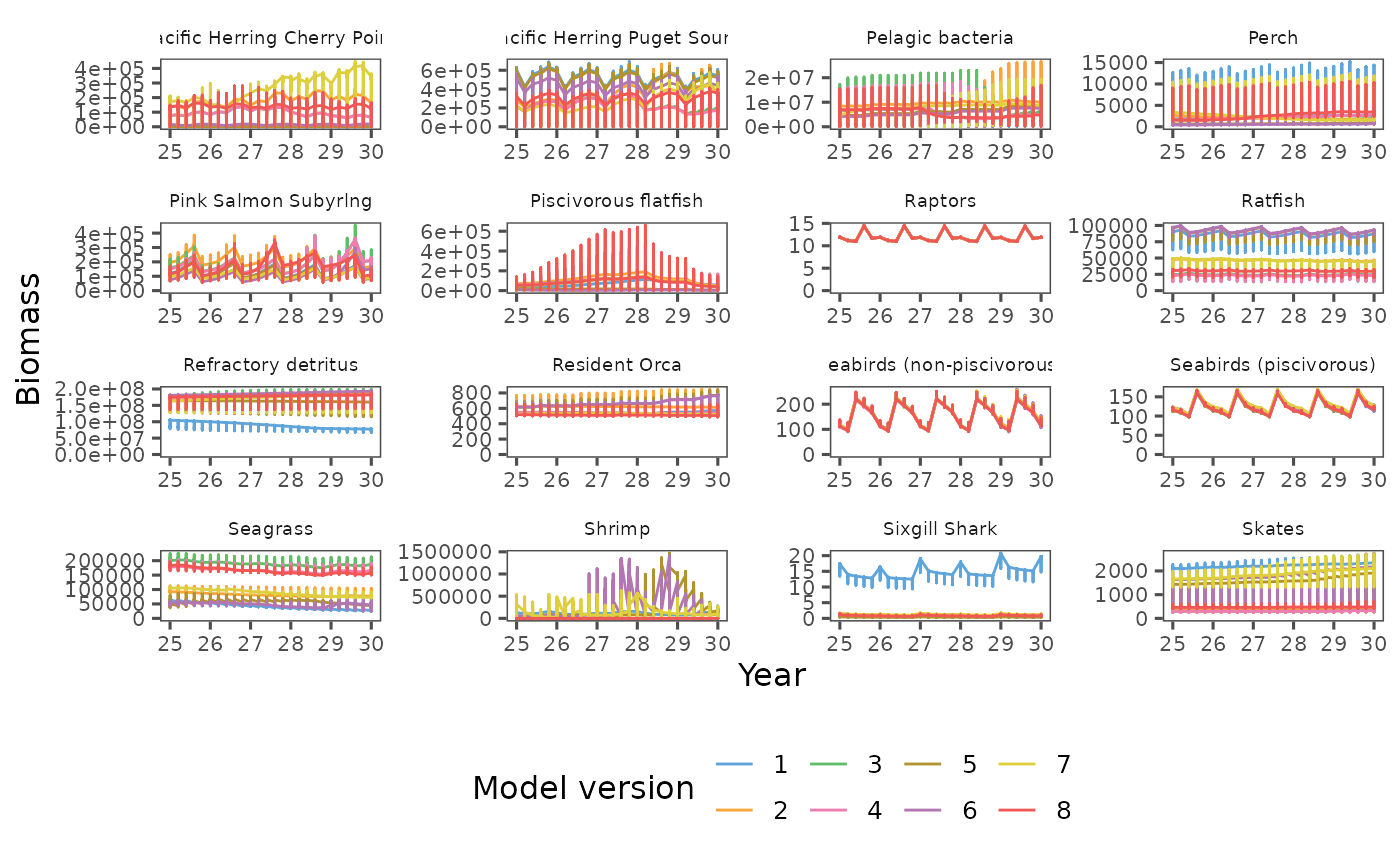 acific Herring Cherry Poin
acific Herring Puget Soun
Pelagic bacteria
Perch
4e+05
3e+05
2e+05
1e+05
0e+00
25 26 27 28 29 30
6e+05
4e+05
2e+05
0e+00
25 26 27 28 29 30
2e+07
1e+07
0e+00
25 26 27 28 29 30
15000
10000
5000
0
25 26 27 28 29 30
Pink Salmon Subyrlng
Piscivorous flatfish
Raptors
Ratfish
4e+05
3e+05
2e+05
1e+05
0e+00
25 26 27 28 29 30
6e+05
4e+05
2e+05
0e+00
25 26 27 28 29 30
15
10
5
0
25 26 27 28 29 30
100000
75000
50000
25000
0
25 26 27 28 29 30
Biomass
Refractory detritus
Resident Orca
eabirds (non-piscivorous
Seabirds (piscivorous)
2.0e+08
1.5e+08
1.0e+08
5.0e+07
0.0e+00
25 26 27 28 29 30
800
600
400
200
0
25 26 27 28 29 30
200
100
0
25 26 27 28 29 30
150
100
50
0
25 26 27 28 29 30
Seagrass
Shrimp
Sixgill Shark
Skates
200000
150000
100000
50000
0
25 26 27 28 29 30
1500000
1000000
500000
0
25 26 27 28 29 30
20
15
10
5
0
25 26 27 28 29 30
2000
1000
0
25 26 27 28 29 30
Year
Model version
1 3 5 7
2 4 6 8